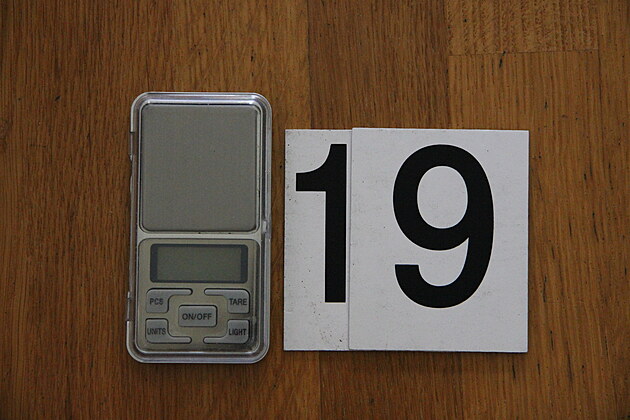 PCS
TARE
ON/OFF
UNITS
LIGHT
19